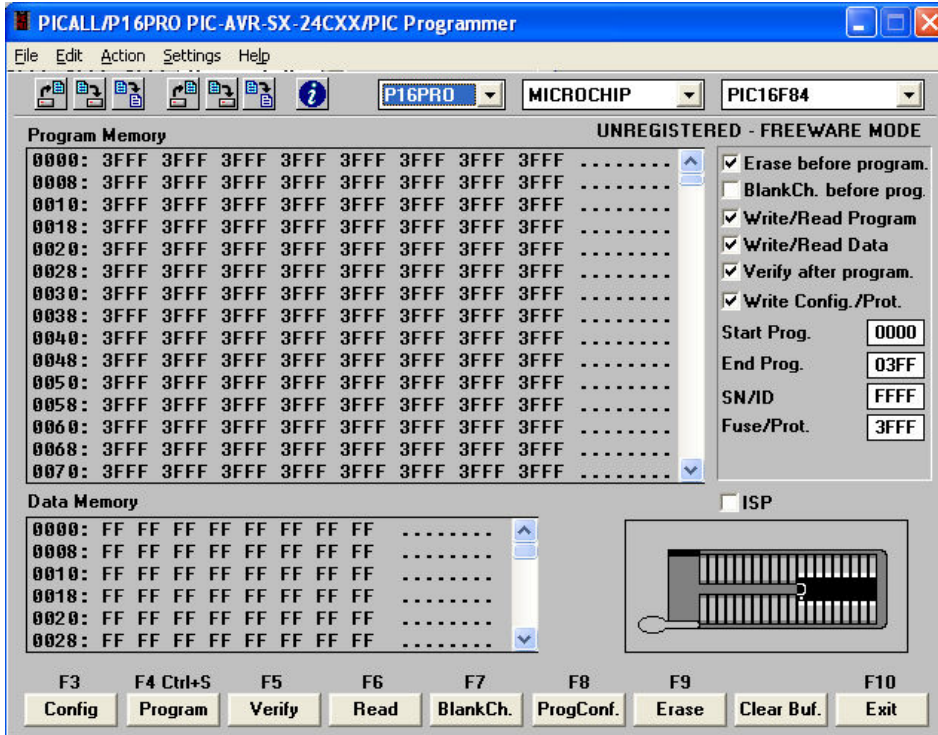 PICALL/P16PRO PIC-AVR-SX-24CXX/PIC Programmer
File Edit Action Settings Help
P16PRO MICROCHIP PIC16F84
Program Memory UNREGISTERED - FREEWARE MODE
0000: 3FFF 3FFF 3FFF 3FFF 3FFF 3FFF 3FFF 3FFF ........
0008: 3FFF 3FFF 3FFF 3FFF 3FFF 3FFF 3FFF 3FFF ........
0010: 3FFF 3FFF 3FFF 3FFF 3FFF 3FFF 3FFF 3FFF ........
0018: 3FFF 3FFF 3FFF 3FFF 3FFF 3FFF 3FFF 3FFF ........
0020: 3FFF 3FFF 3FFF 3FFF 3FFF 3FFF 3FFF 3FFF ........
0028: 3FFF 3FFF 3FFF 3FFF 3FFF 3FFF 3FFF 3FFF ........
0030: 3FFF 3FFF 3FFF 3FFF 3FFF 3FFF 3FFF 3FFF ........
0038: 3FFF 3FFF 3FFF 3FFF 3FFF 3FFF 3FFF 3FFF ........
0040: 3FFF 3FFF 3FFF 3FFF 3FFF 3FFF 3FFF 3FFF ........
0048: 3FFF 3FFF 3FFF 3FFF 3FFF 3FFF 3FFF 3FFF ........
0050: 3FFF 3FFF 3FFF 3FFF 3FFF 3FFF 3FFF 3FFF ........
0058: 3FFF 3FFF 3FFF 3FFF 3FFF 3FFF 3FFF 3FFF ........
0060: 3FFF 3FFF 3FFF 3FFF 3FFF 3FFF 3FFF 3FFF ........
0068: 3FFF 3FFF 3FFF 3FFF 3FFF 3FFF 3FFF 3FFF ........
0070: 3FFF 3FFF 3FFF 3FFF 3FFF 3FFF 3FFF 3FFF ........
Erase before program.
BlankCh. before prog.
Write/Read Program
Write/Read Data
Verify after program.
Write Config./Prot.
Start Prog. 0000
End Prog. 03FF
SN/ID FFFF
Fuse/Prot. 3FFF
Data Memory
0000: FF FF FF FF FF FF FF FF ........
0008: FF FF FF FF FF FF FF FF ........
0010: FF FF FF FF FF FF FF FF ........
0018: FF FF FF FF FF FF FF FF ........
0020: FF FF FF FF FF FF FF FF ........
0028: FF FF FF FF FF FF FF FF ........
ISP
F3 F4 Ctrl+S F5 F6 F7 F8 F9 F10
Config Program Verify Read BlankCh. ProgConf. Erase Clear Buf. Exit